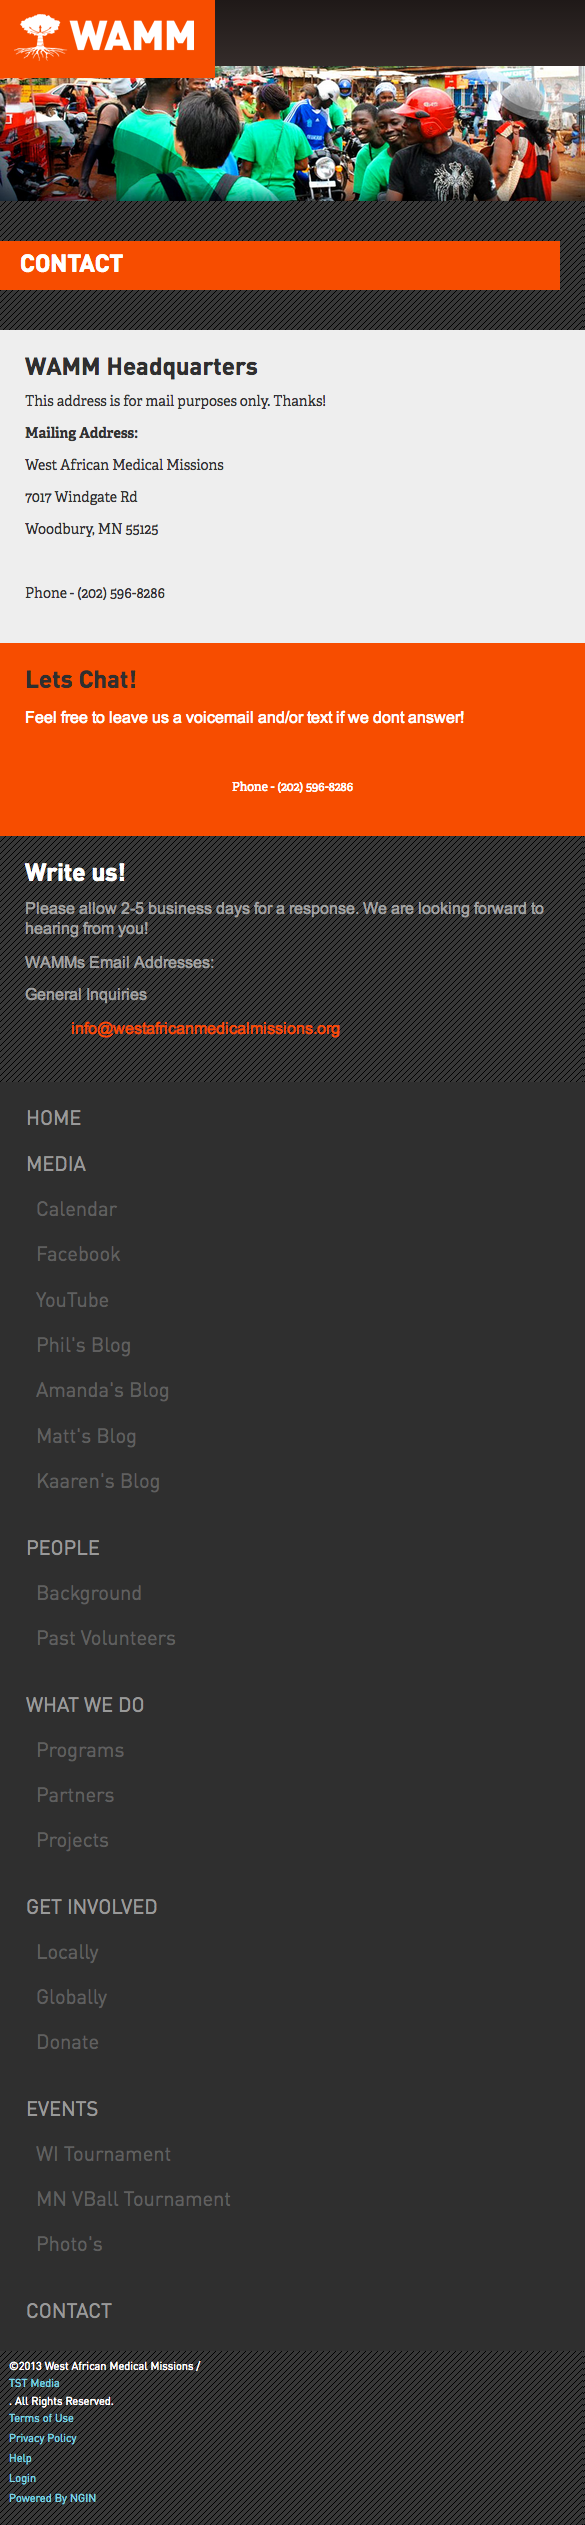 WAMM
CONTACT
WAMM Headquarters
This address is for mail purposes only. Thanks!
Mailing Address:
West African Medical Missions
7017 Windgate Rd
Woodbury, MN 55125
Phone - (202) 596-8286
Lets Chat!
Feel free to leave us a voicemail and/or text if we dont answer!
Phone - (202) 596-8286
Write us!
Please allow 2-5 business days for a response. We are looking forward to
hearing from you!
WAMMs Email Addresses:
General Inquiries
info@westafricanmedicalmissions.org
HOME
MEDIA
Calendar
Facebook
YouTube
Phil's Blog
Amanda's Blog
Matt's Blog
Kaaren's Blog
PEOPLE
Background
Past Volunteers
WHAT WE DO
Programs
Partners
Projects
GET INVOLVED
Locally
Globally
Donate
EVENTS
WI Tournament
MN VBall Tournament
Photo's
CONTACT
©2013 West African Medical Missions /
TST Media
. All Rights Reserved.
Terms of Use
Privacy Policy
Help
Login
Powered By NGIN